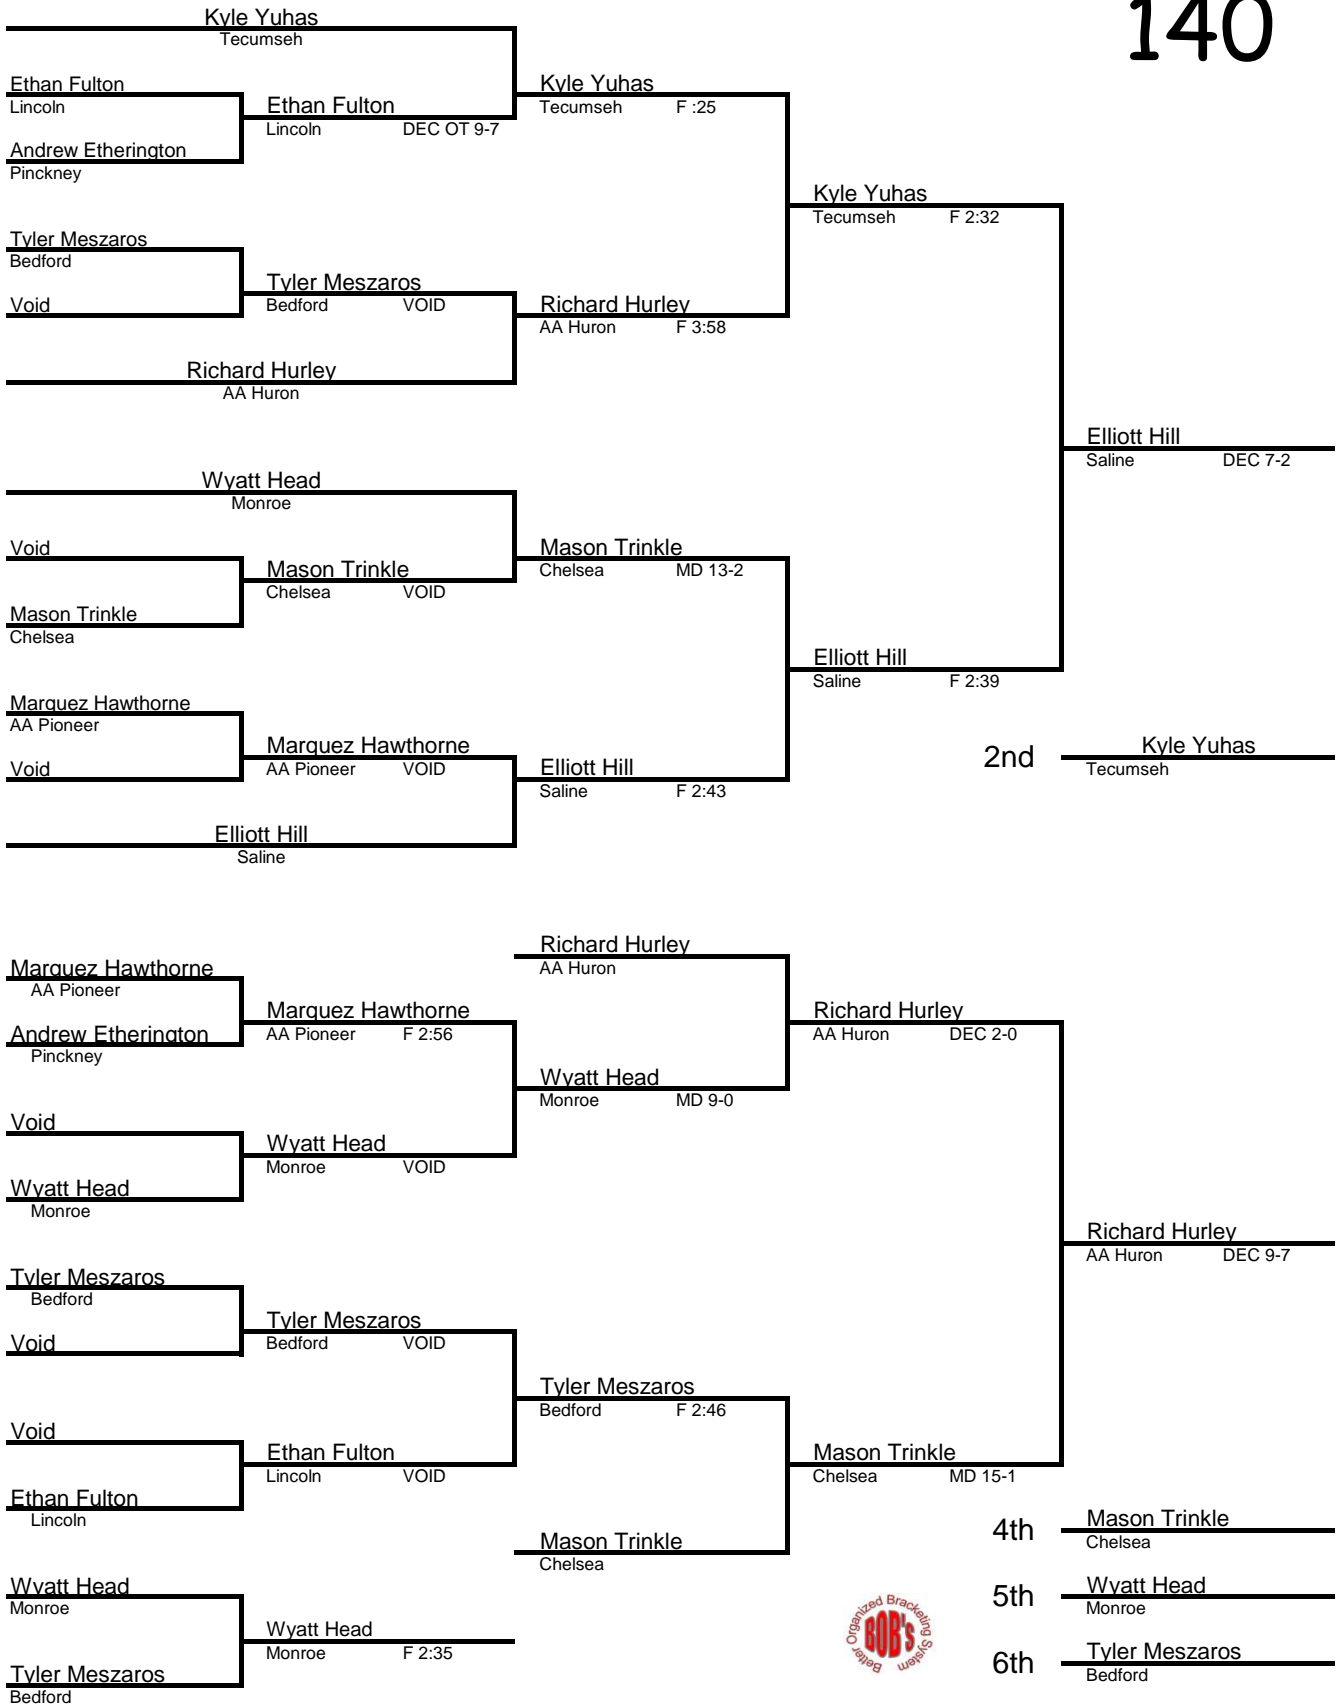 140
Kyle Yuhas
Tecumseh
Ethan Fulton
Lincoln
Ethan Fulton
Lincoln DEC OT 9-7
Kyle Yuhas
Tecumseh F :25
Andrew Etherington
Pinckney
Kyle Yuhas
Tecumseh F 2:32
Tyler Meszaros
Bedford
Tyler Meszaros
Bedford VOID
Void
Richard Hurley
AA Huron F 3:58
Richard Hurley
AA Huron
Elliott Hill
Saline DEC 7-2
Wyatt Head
Monroe
Void
Mason Trinkle
Chelsea VOID
Mason Trinkle
Chelsea MD 13-2
Mason Trinkle
Chelsea
Elliott Hill
Saline F 2:39
Marquez Hawthorne
AA Pioneer
Marquez Hawthorne
AA Pioneer VOID
Void
Elliott Hill
Saline F 2:43
2nd Kyle Yuhas
Tecumseh
Elliott Hill
Saline
Richard Hurley
AA Huron
Marquez Hawthorne
AA Pioneer
Marquez Hawthorne
AA Pioneer F 2:56
Richard Hurley
AA Huron DEC 2-0
Andrew Etherington
Pinckney
Wyatt Head
Monroe MD 9-0
Void
Wyatt Head
Monroe VOID
Wyatt Head
Monroe
Richard Hurley
AA Huron DEC 9-7
Tyler Meszaros
Bedford
Tyler Meszaros
Bedford VOID
Void
Tyler Meszaros
Bedford F 2:46
Void
Ethan Fulton
Lincoln VOID
Mason Trinkle
Chelsea MD 15-1
Ethan Fulton
Lincoln
Mason Trinkle
Chelsea
4th Mason Trinkle
Chelsea
Wyatt Head
Monroe
5th Wyatt Head
Monroe
Wyatt Head
Monroe F 2:35
Better Organized Bracketing System
BOB'S
6th Tyler Meszaros
Bedford
Tyler Meszaros
Bedford